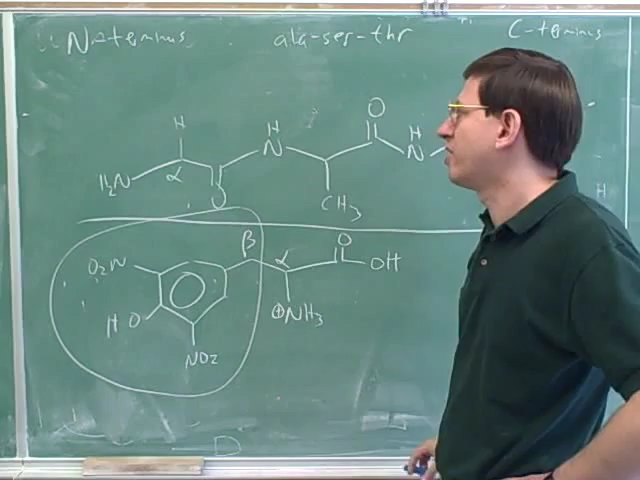 N-terminus ala-ser-thr C-terminus
H O
H N H N
H₂N α CH₃
O
O₂N β α O OH
HO ⊕NH₃
NO₂
D
H